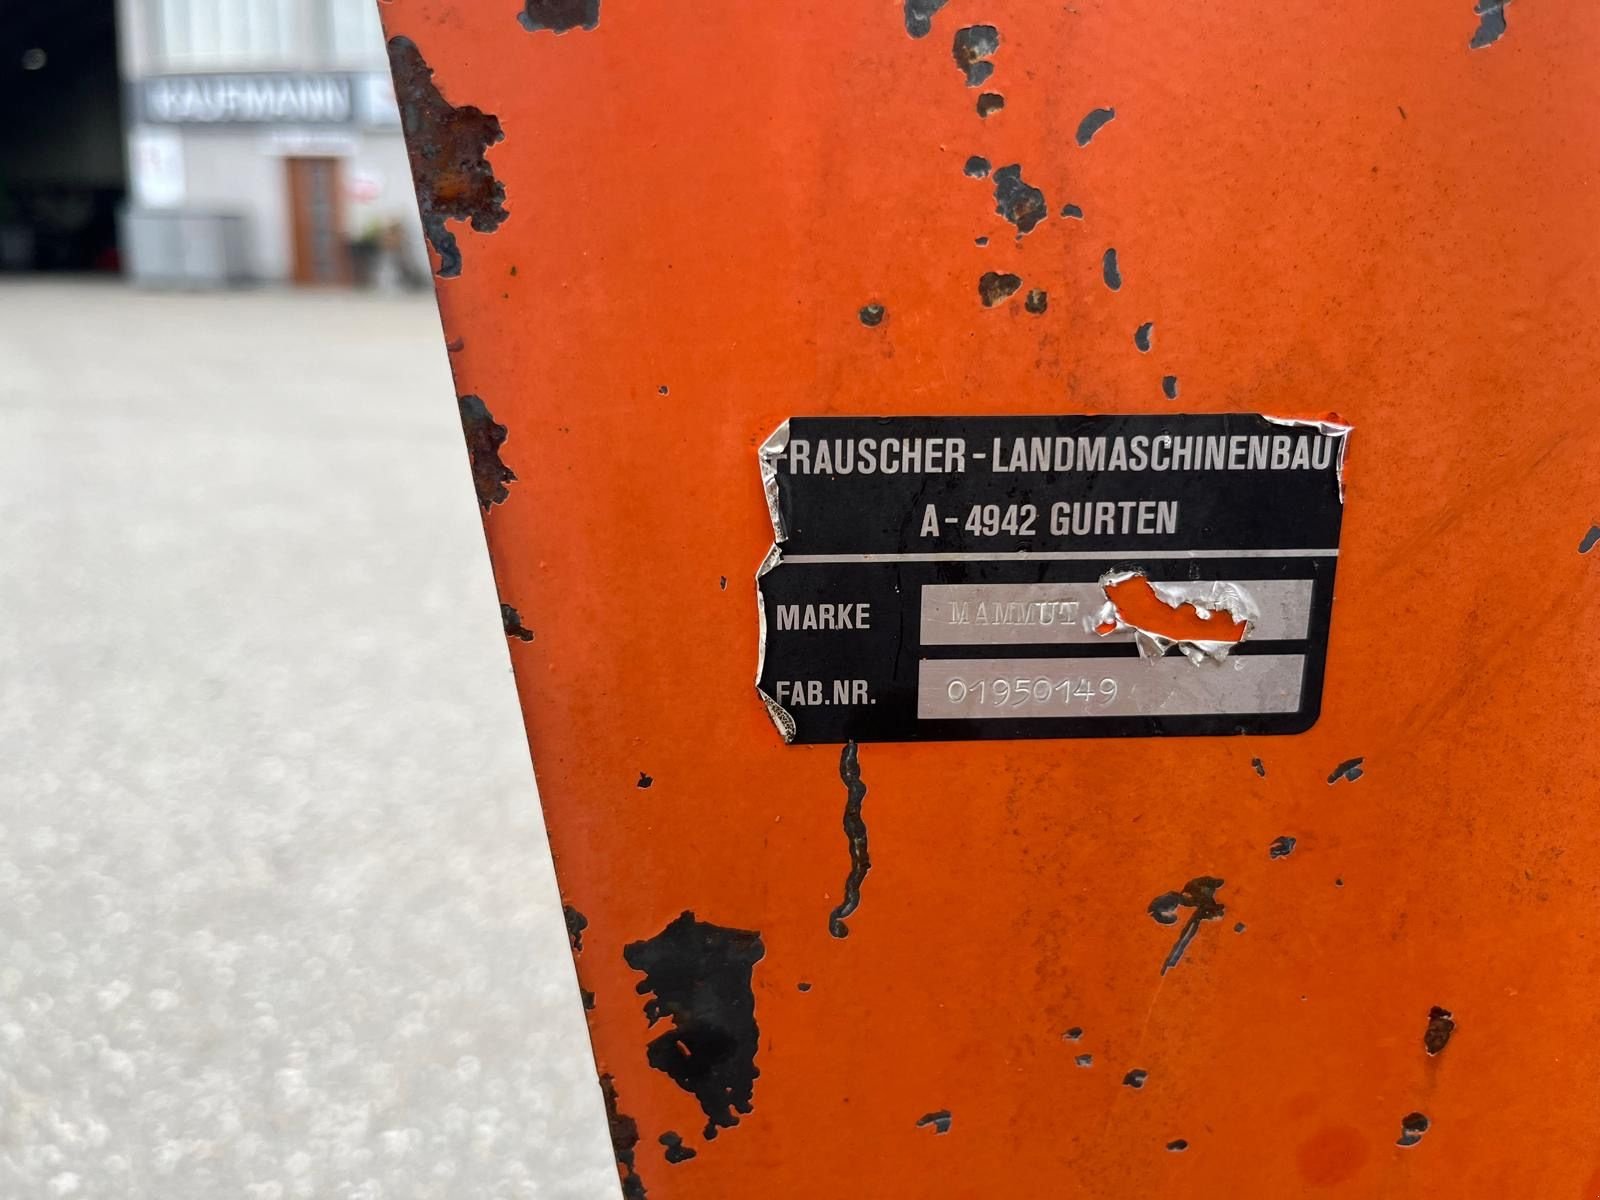 KAUFMANN
FRAUSCHER-LANDMASCHINENBAU
A-4942 GURTEN
MARKE MAMMUT
FAB.NR. 01950149